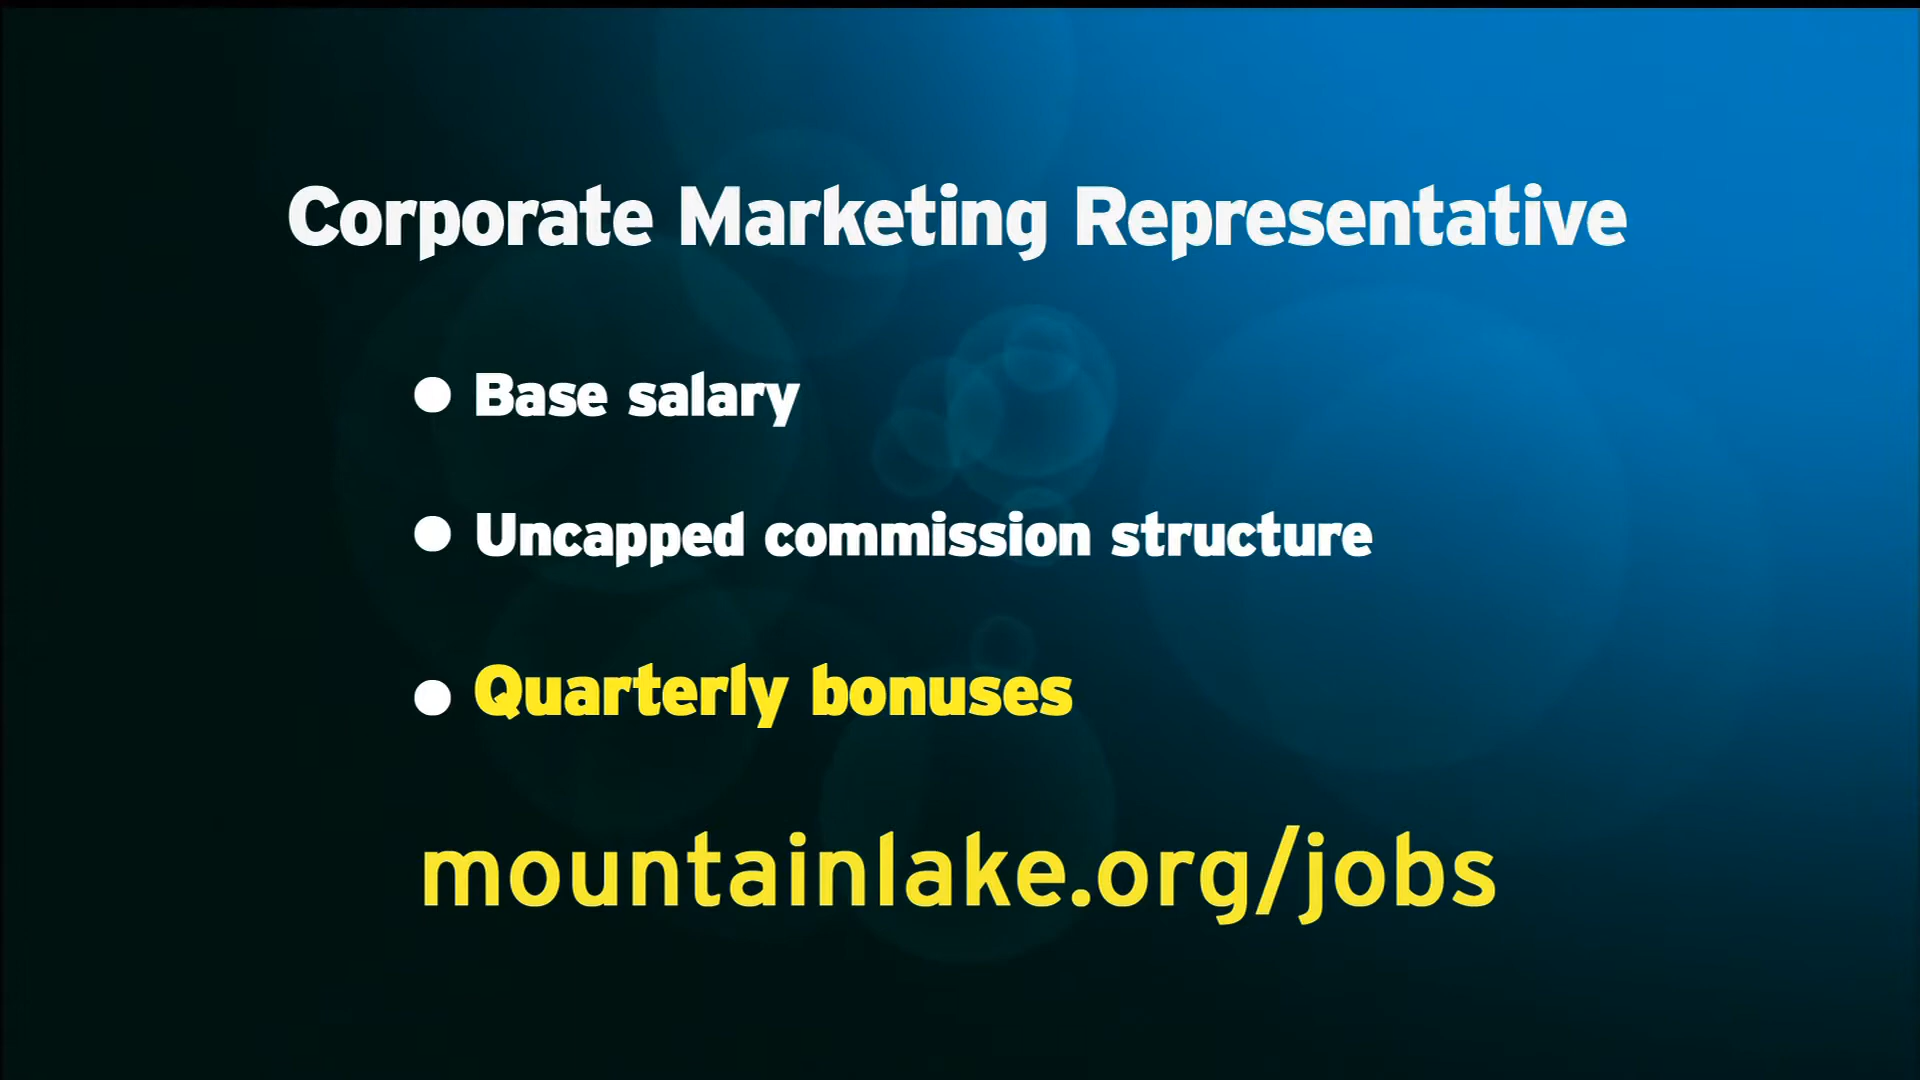 Corporate Marketing Representative
● Base salary
● Uncapped commission structure
● Quarterly bonuses
mountainlake.org/jobs